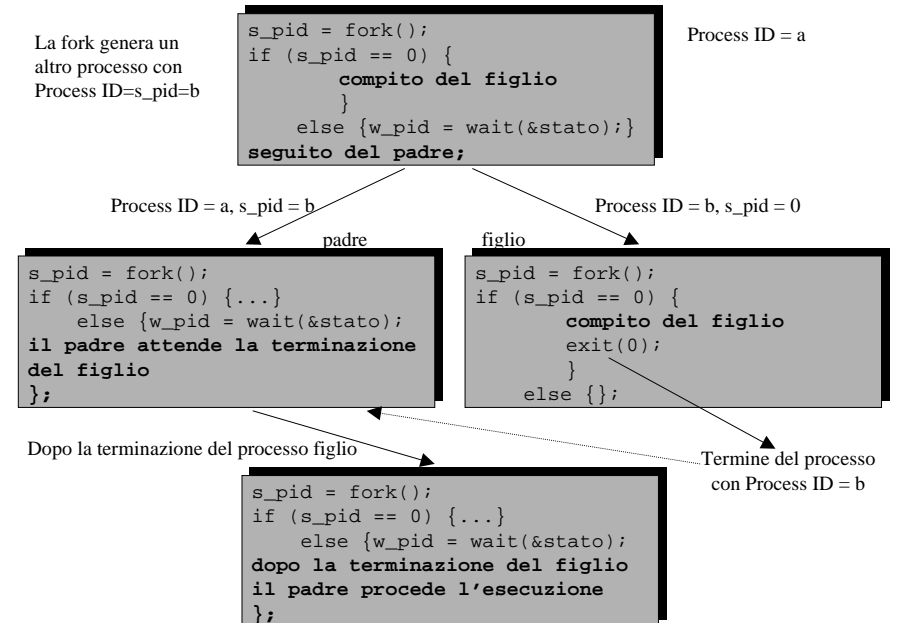 La fork genera un
altro processo con
Process ID=s_pid=b
s_pid = fork();
if (s_pid == 0) {
compito del figlio
}
else {w_pid = wait(&stato);}
seguito del padre;
Process ID = a
Process ID = a, s_pid = b
Process ID = b, s_pid = 0
padre
figlio
s_pid = fork();
if (s_pid == 0) {...}
else {w_pid = wait(&stato);
il padre attende la terminazione
del figlio
};
s_pid = fork();
if (s_pid == 0) {
compito del figlio
exit(0);
}
else {};
Dopo la terminazione del processo figlio
Termine del processo
con Process ID = b
s_pid = fork();
if (s_pid == 0) {...}
else {w_pid = wait(&stato);
dopo la terminazione del figlio
il padre procede l’esecuzione
};